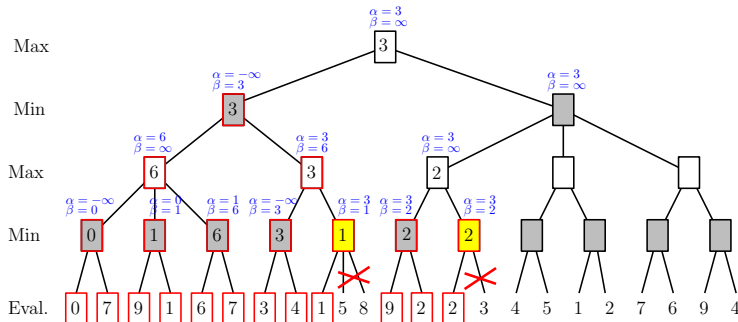 α = 3
β = ∞
Max
3
α = −∞
β = 3
α = 3
β = ∞
Min
3
α = 6
β = ∞
α = 3
β = 6
α = 3
β = ∞
Max
6
3
2
α = −∞
β = 0
α = 0
β = 1
α = 1
β = 6
α = −∞
β = 3
α = 3
β = 1
α = 3
β = 2
α = 3
β = 2
Min
0 1 6 3 1 2 2
Eval.
0 7 9 1 6 7 3 4 1 5 8 9 2 2 3 4 5 1 2 7 6 9 4